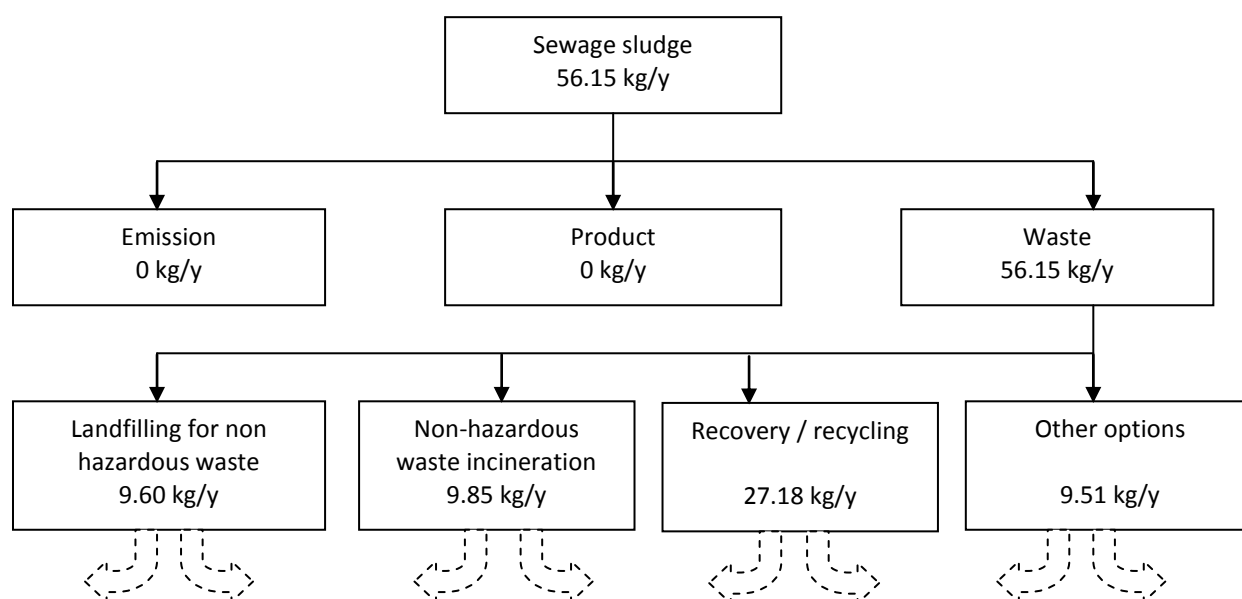 Sewage sludge
56.15 kg/y
Emission
0 kg/y
Product
0 kg/y
Waste
56.15 kg/y
Landfilling for non
hazardous waste
9.60 kg/y
Non-hazardous
waste incineration
9.85 kg/y
Recovery / recycling
27.18 kg/y
Other options
9.51 kg/y